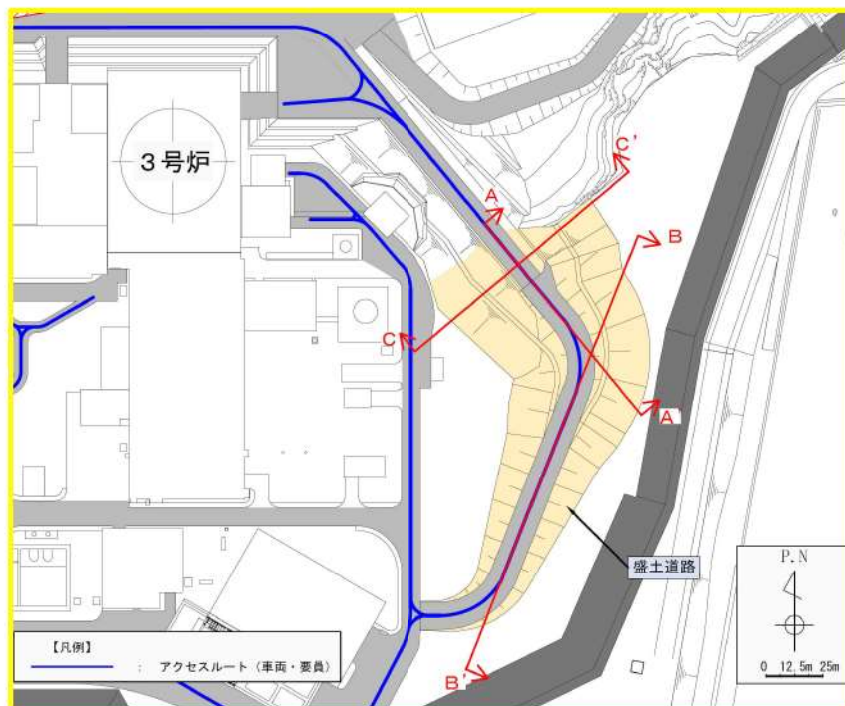 3号炉
C'
A
B
C
A'
盛土道路
P.N
【凡例】
: アクセスルート（車両・要員）
0 12.5m 25m
B'